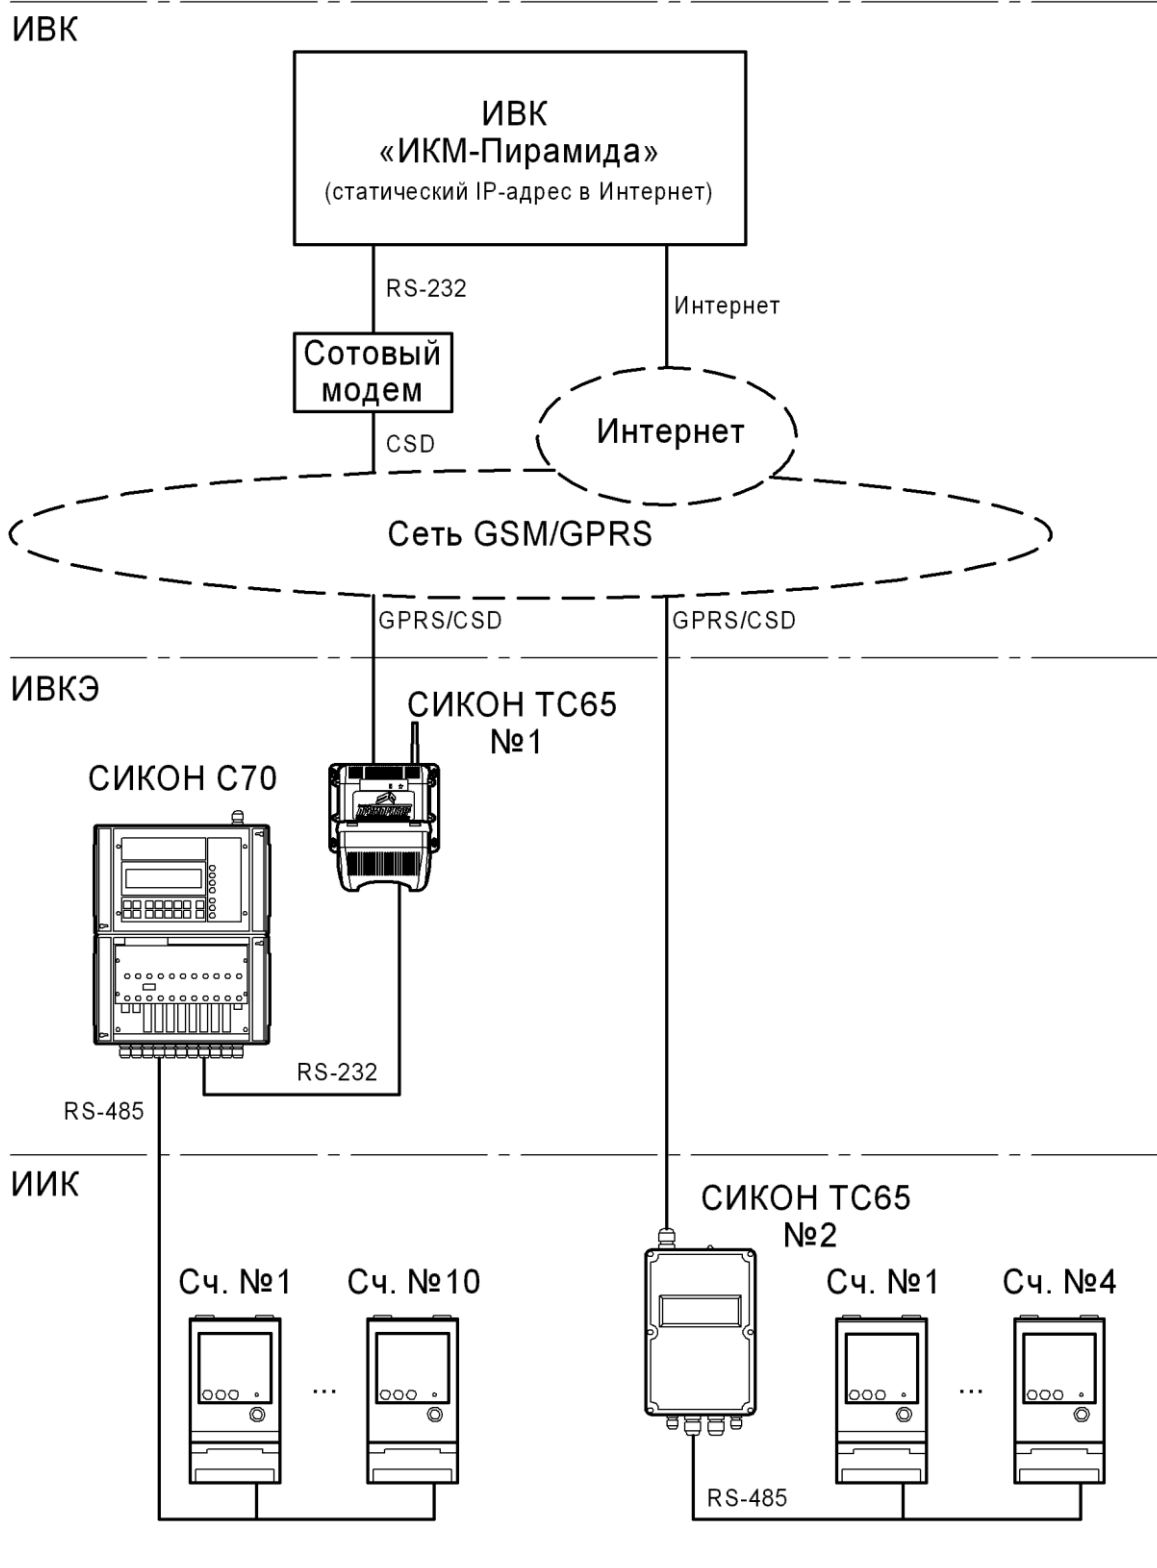 ИВК
ИВК
«ИКМ-Пирамида»
(статический IP-адрес в Интернет)
RS-232
Интернет
Сотовый
модем
CSD
Интернет
Сеть GSM/GPRS
GPRS/CSD
GPRS/CSD
ИВКЭ
СИКОН ТС65
№1
СИКОН С70
RS-232
RS-485
ИИК
СИКОН ТС65
№2
Сч. №1
Сч. №10
Сч. №1
Сч. №4
...
...
RS-485